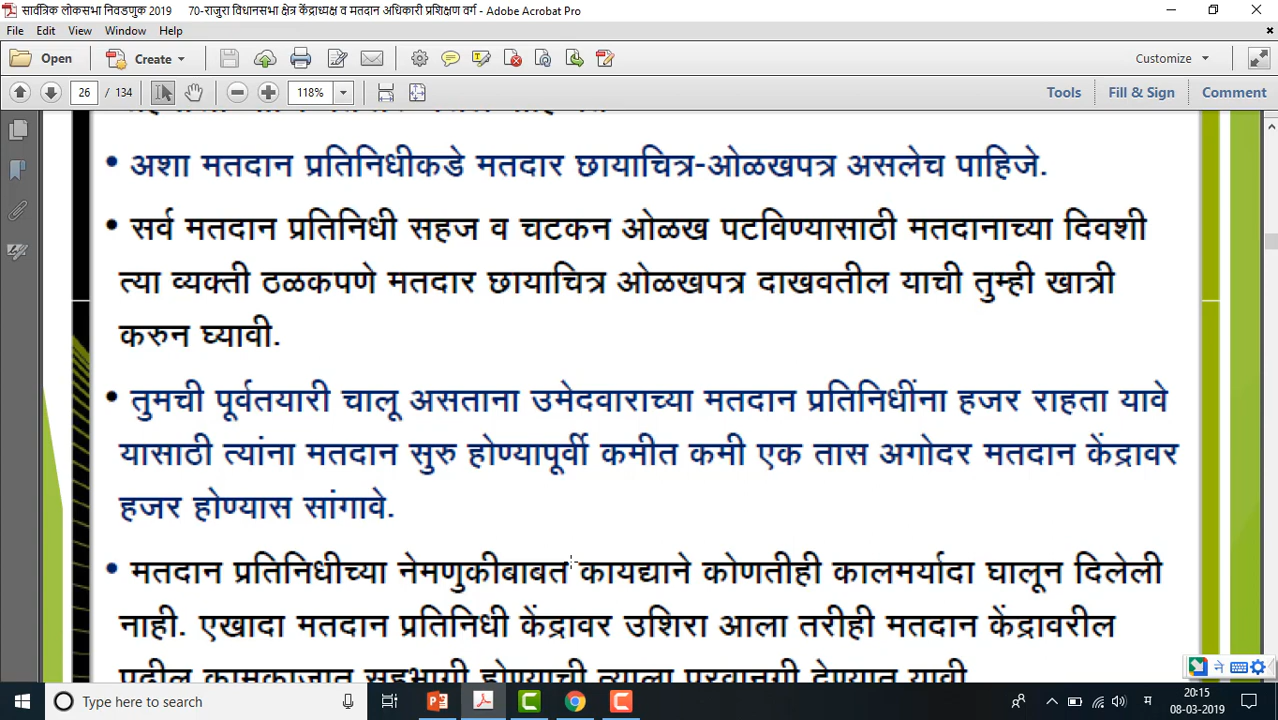 सार्वत्रिक लोकसभा निवडणुक 2019 70-राजुरा विधानसभा क्षेत्र केंद्राध्यक्ष व मतदान अधिकारी प्रशिक्षण वर्ग - Adobe Acrobat Pro
File Edit View Window Help
Open Create Customize
26 / 134 118% Tools Fill & Sign Comment
• अशा मतदान प्रतिनिधीकडे मतदार छायाचित्र-ओळखपत्र असलेच पाहिजे.
• सर्व मतदान प्रतिनिधी सहज व चटकन ओळख पटविण्यासाठी मतदानाच्या दिवशी
त्या व्यक्ती ठळकपणे मतदार छायाचित्र ओळखपत्र दाखवतील याची तुम्ही खात्री
करुन घ्यावी.
• तुमची पूर्वतयारी चालू असताना उमेदवाराच्या मतदान प्रतिनिधींना हजर राहता यावे
यासाठी त्यांना मतदान सुरु होण्यापूर्वी कमीत कमी एक तास अगोदर मतदान केंद्रावर
हजर होण्यास सांगावे.
• मतदान प्रतिनिधीच्या नेमणुकीबाबत कायद्याने कोणतीही कालमर्यादा घालून दिलेली
नाही. एखादा मतदान प्रतिनिधी केंद्रावर उशिरा आला तरीही मतदान केंद्रावरील
पुढील कामकाजात सहभागी होण्याची त्याला परवानगी देण्यात यावी.
ने
Type here to search म 20:15
08-03-2019